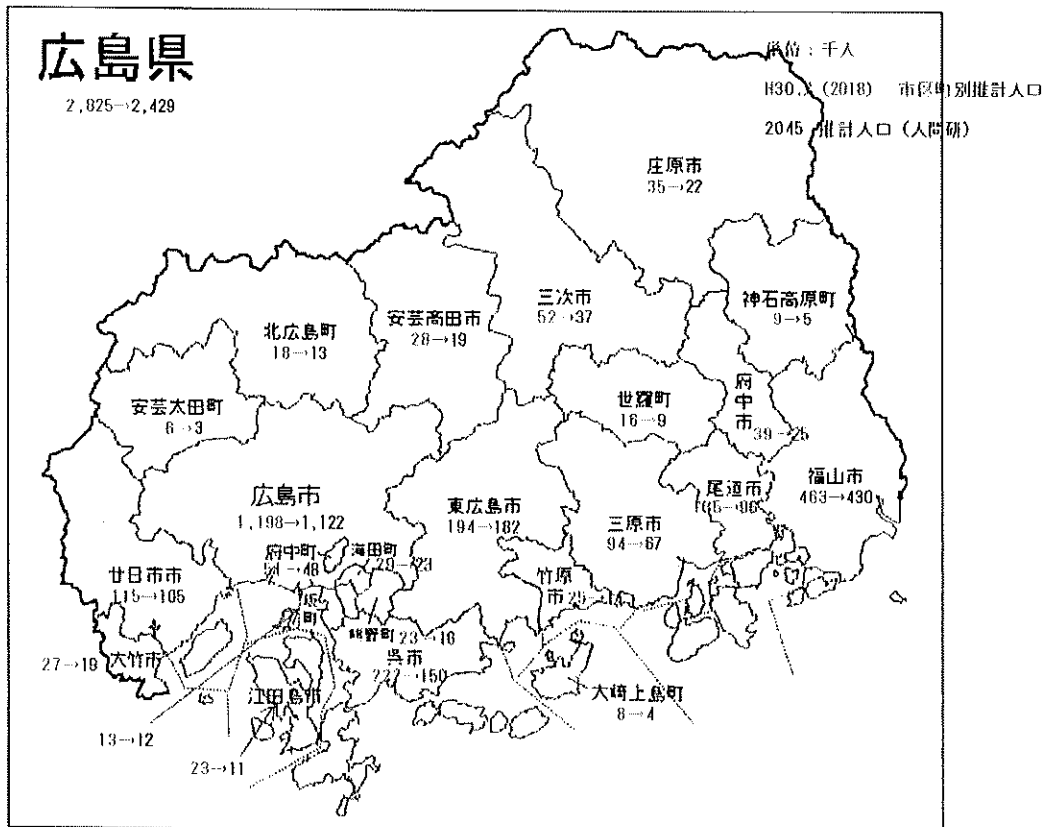 広島県
2,825→2,429
単位：千人
(2018) 市区町別推計人口
2045 推計人口（人間研）
庄原市
35→22
神石高原町
9→5
三次市
52→37
安芸高田市
28→19
北広島町
18→13
安芸太田町
6→3
世羅町
16→9
府中市
39→25
福山市
463→430
尾道市
三原市
94→67
東広島市
194→182
広島市
1,198→1,122
府中町
海田町
29→23
廿日市市
115→105
竹原市
熊野町
23→16
呉市
大竹市
27→19
江田島市
大崎上島町
8→4
13→12
23→11